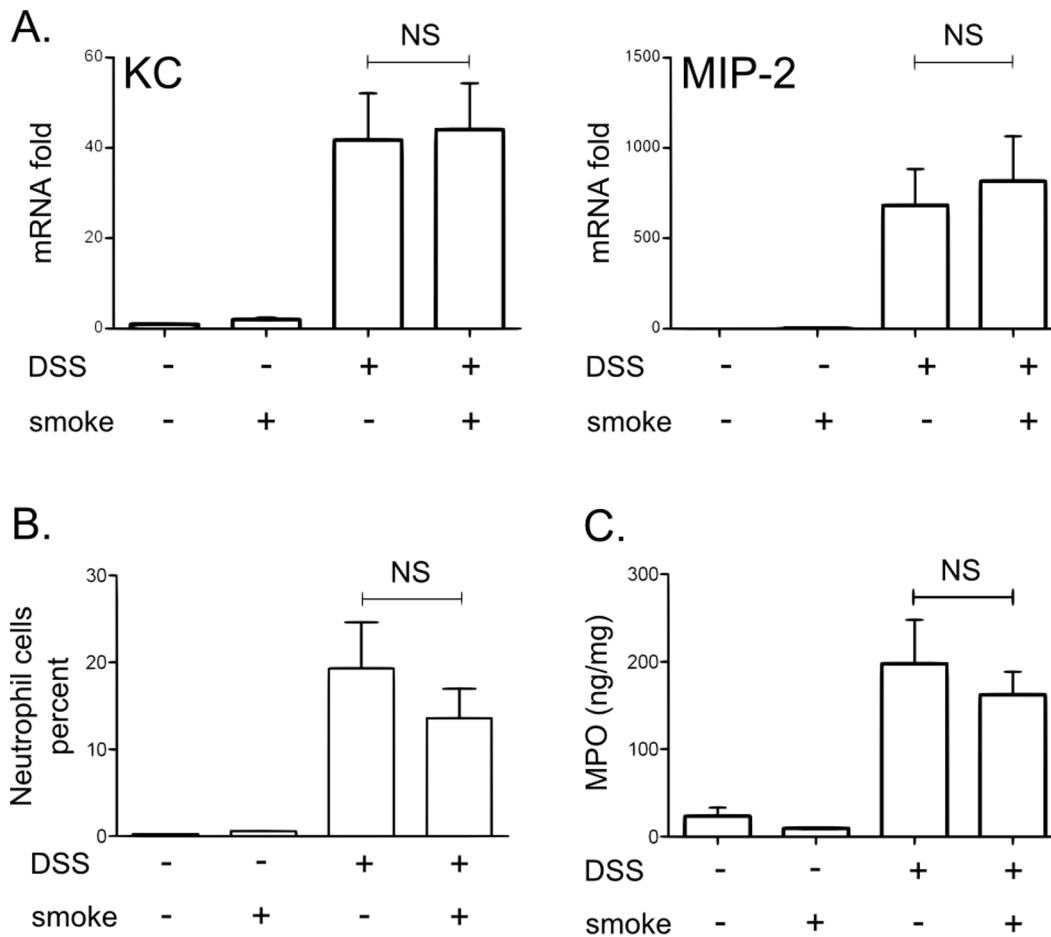 A.
KC
NS
60
40
20
0
mRNA fold
DSS - - + +
smoke - + - +
MIP-2
NS
1500
1000
500
0
mRNA fold
DSS - - + +
smoke - + - +
B.
NS
30
20
10
0
Neutrophil cells
percent
DSS - - + +
smoke - + - +
C.
NS
300
200
100
0
MPO (ng/mg)
DSS - - + +
smoke - + - +